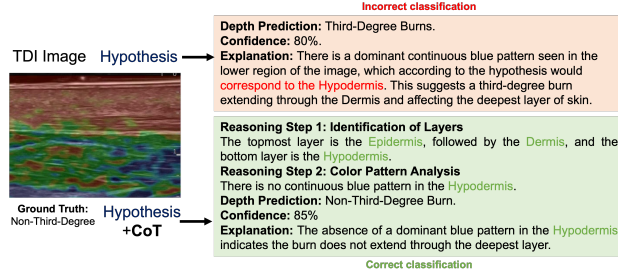 Incorrect classification
Depth Prediction: Third-Degree Burns.
Confidence: 80%.
Explanation: There is a dominant continuous blue pattern seen in the
lower region of the image, which according to the hypothesis would
correspond to the Hypodermis. This suggests a third-degree burn
extending through the Dermis and affecting the deepest layer of skin.
TDI Image
Hypothesis
Reasoning Step 1: Identification of Layers
The topmost layer is the Epidermis, followed by the Dermis, and the
bottom layer is the Hypodermis.
Reasoning Step 2: Color Pattern Analysis
There is no continuous blue pattern in the Hypodermis.
Depth Prediction: Non-Third-Degree Burn.
Confidence: 85%
Explanation: The absence of a dominant blue pattern in the Hypodermis
indicates the burn does not extend through the deepest layer.
Ground Truth:
Non-Third-Degree
Hypothesis
+CoT
Correct classification